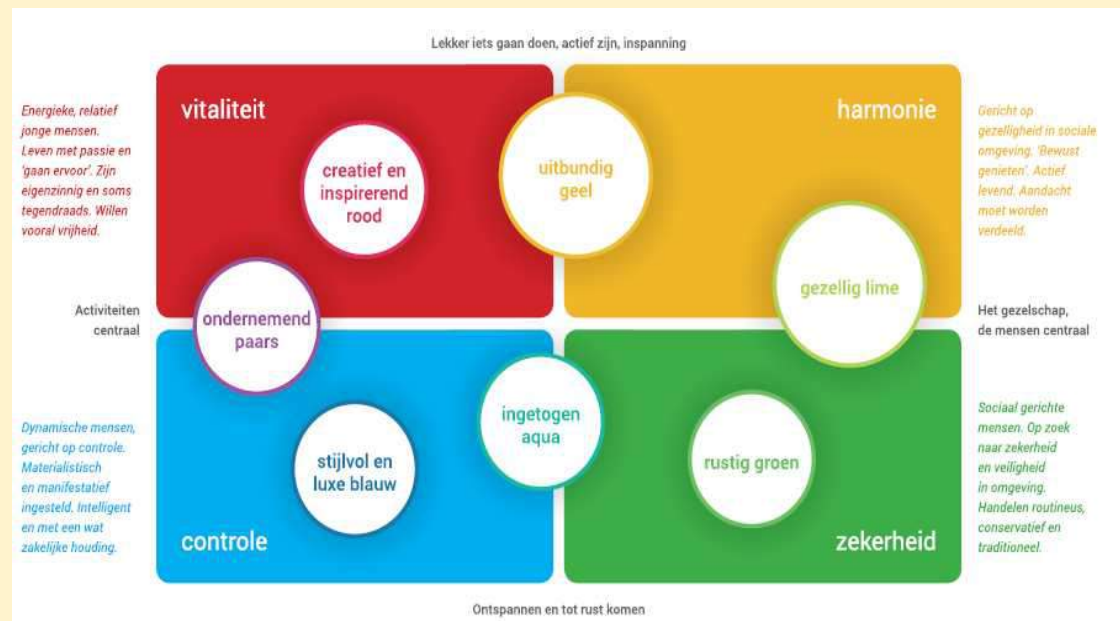 Lekker iets gaan doen, actief zijn, inspanning
vitaliteit
harmonie
Energieke, relatief
jonge mensen.
Leven met passie en
'gaan ervoor'. Zijn
eigenzinnig en soms
tegendraads. Willen
vooral vrijheid.
creatief en
inspirerend
rood
uitbundig
geel
Gericht op
gezelligheid in sociale
omgeving. 'Bewust
genieten'. Actief
levend. Aandacht
moet worden
verdeeld.
gezellig lime
Activiteiten
centraal
ondernemend
paars
Het gezelschap,
de mensen centraal
Dynamische mensen,
gericht op controle.
Materialistisch
en manifestatief
ingesteld. Intelligent
en met een wat
zakelijke houding.
stijlvol en
luxe blauw
ingetogen
aqua
rustig groen
Sociaal gerichte
mensen. Op zoek
naar zekerheid
en veiligheid
in omgeving.
Handelen routineus,
conservatief en
traditioneel.
controle
zekerheid
Ontspannen en tot rust komen